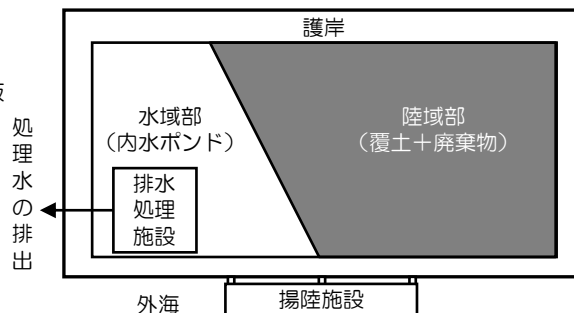 護岸
水域部
（内水ポンド）
陸域部
（覆土＋廃棄物）
処理水の排出
排水
処理
施設
外海
揚陸施設